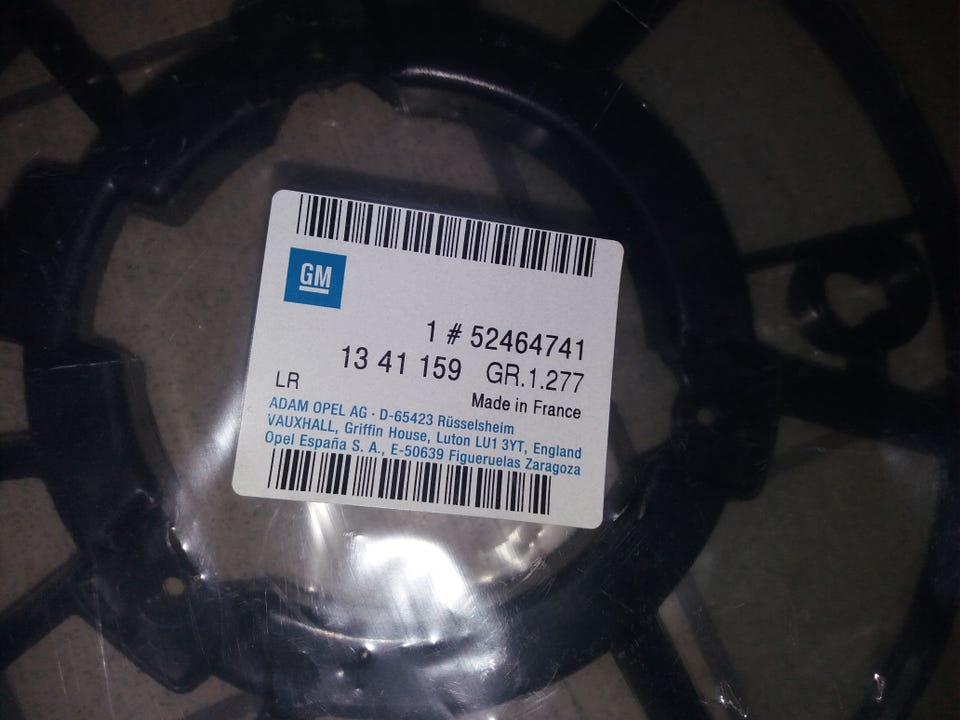 GM
1 # 52464741
13 41 159 GR.1.277
LR Made in France
ADAM OPEL AG · D-65423 Rüsselsheim
VAUXHALL, Griffin House, Luton LU1 3YT, England
Opel España S. A., E-50639 Figueruelas Zaragoza